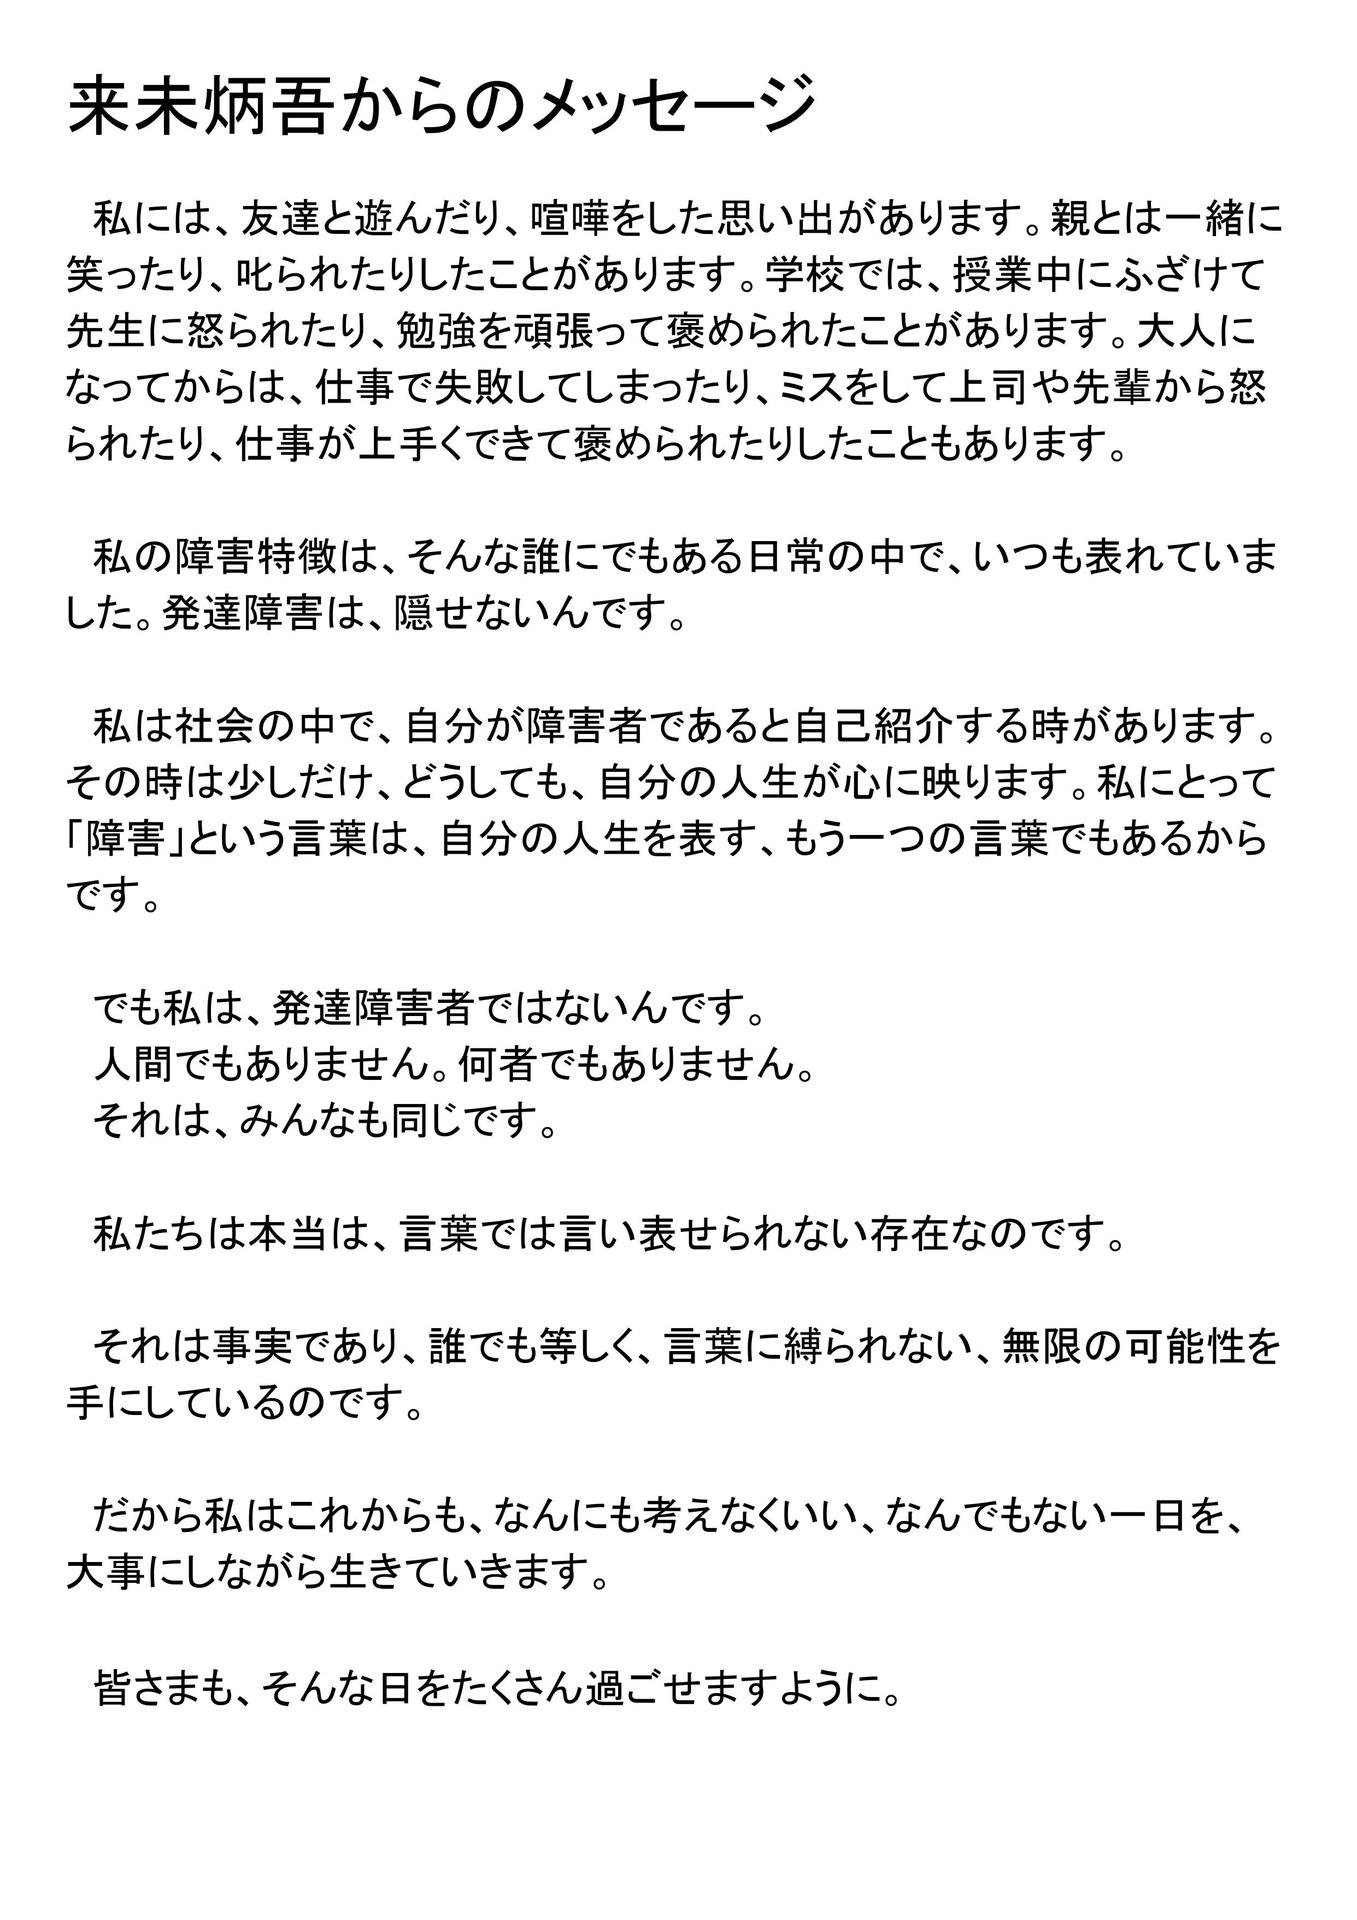 来未炳吾からのメッセージ
私には、友達と遊んだり、喧嘩をした思い出があります。親とは一緒に
笑ったり、叱られたりしたことがあります。学校では、授業中にふざけて
先生に怒られたり、勉強を頑張って褒められたことがあります。大人に
なってからは、仕事で失敗してしまったり、ミスをして上司や先輩から怒
られたり、仕事が上手くできて褒められたりしたこともあります。
私の障害特徴は、そんな誰にでもある日常の中で、いつも表れていま
した。発達障害は、隠せないんです。
私は社会の中で、自分が障害者であると自己紹介する時があります。
その時は少しだけ、どうしても、自分の人生が心に映ります。私にとって
「障害」という言葉は、自分の人生を表す、もう一つの言葉でもあるから
です。
でも私は、発達障害者ではないんです。
人間でもありません。何者でもありません。
それは、みんなも同じです。
私たちは本当は、言葉では言い表せられない存在なのです。
それは事実であり、誰でも等しく、言葉に縛られない、無限の可能性を
手にしているのです。
だから私はこれからも、なんにも考えなくいい、なんでもない一日を、
大事にしながら生きていきます。
皆さまも、そんな日をたくさん過ごせますように。